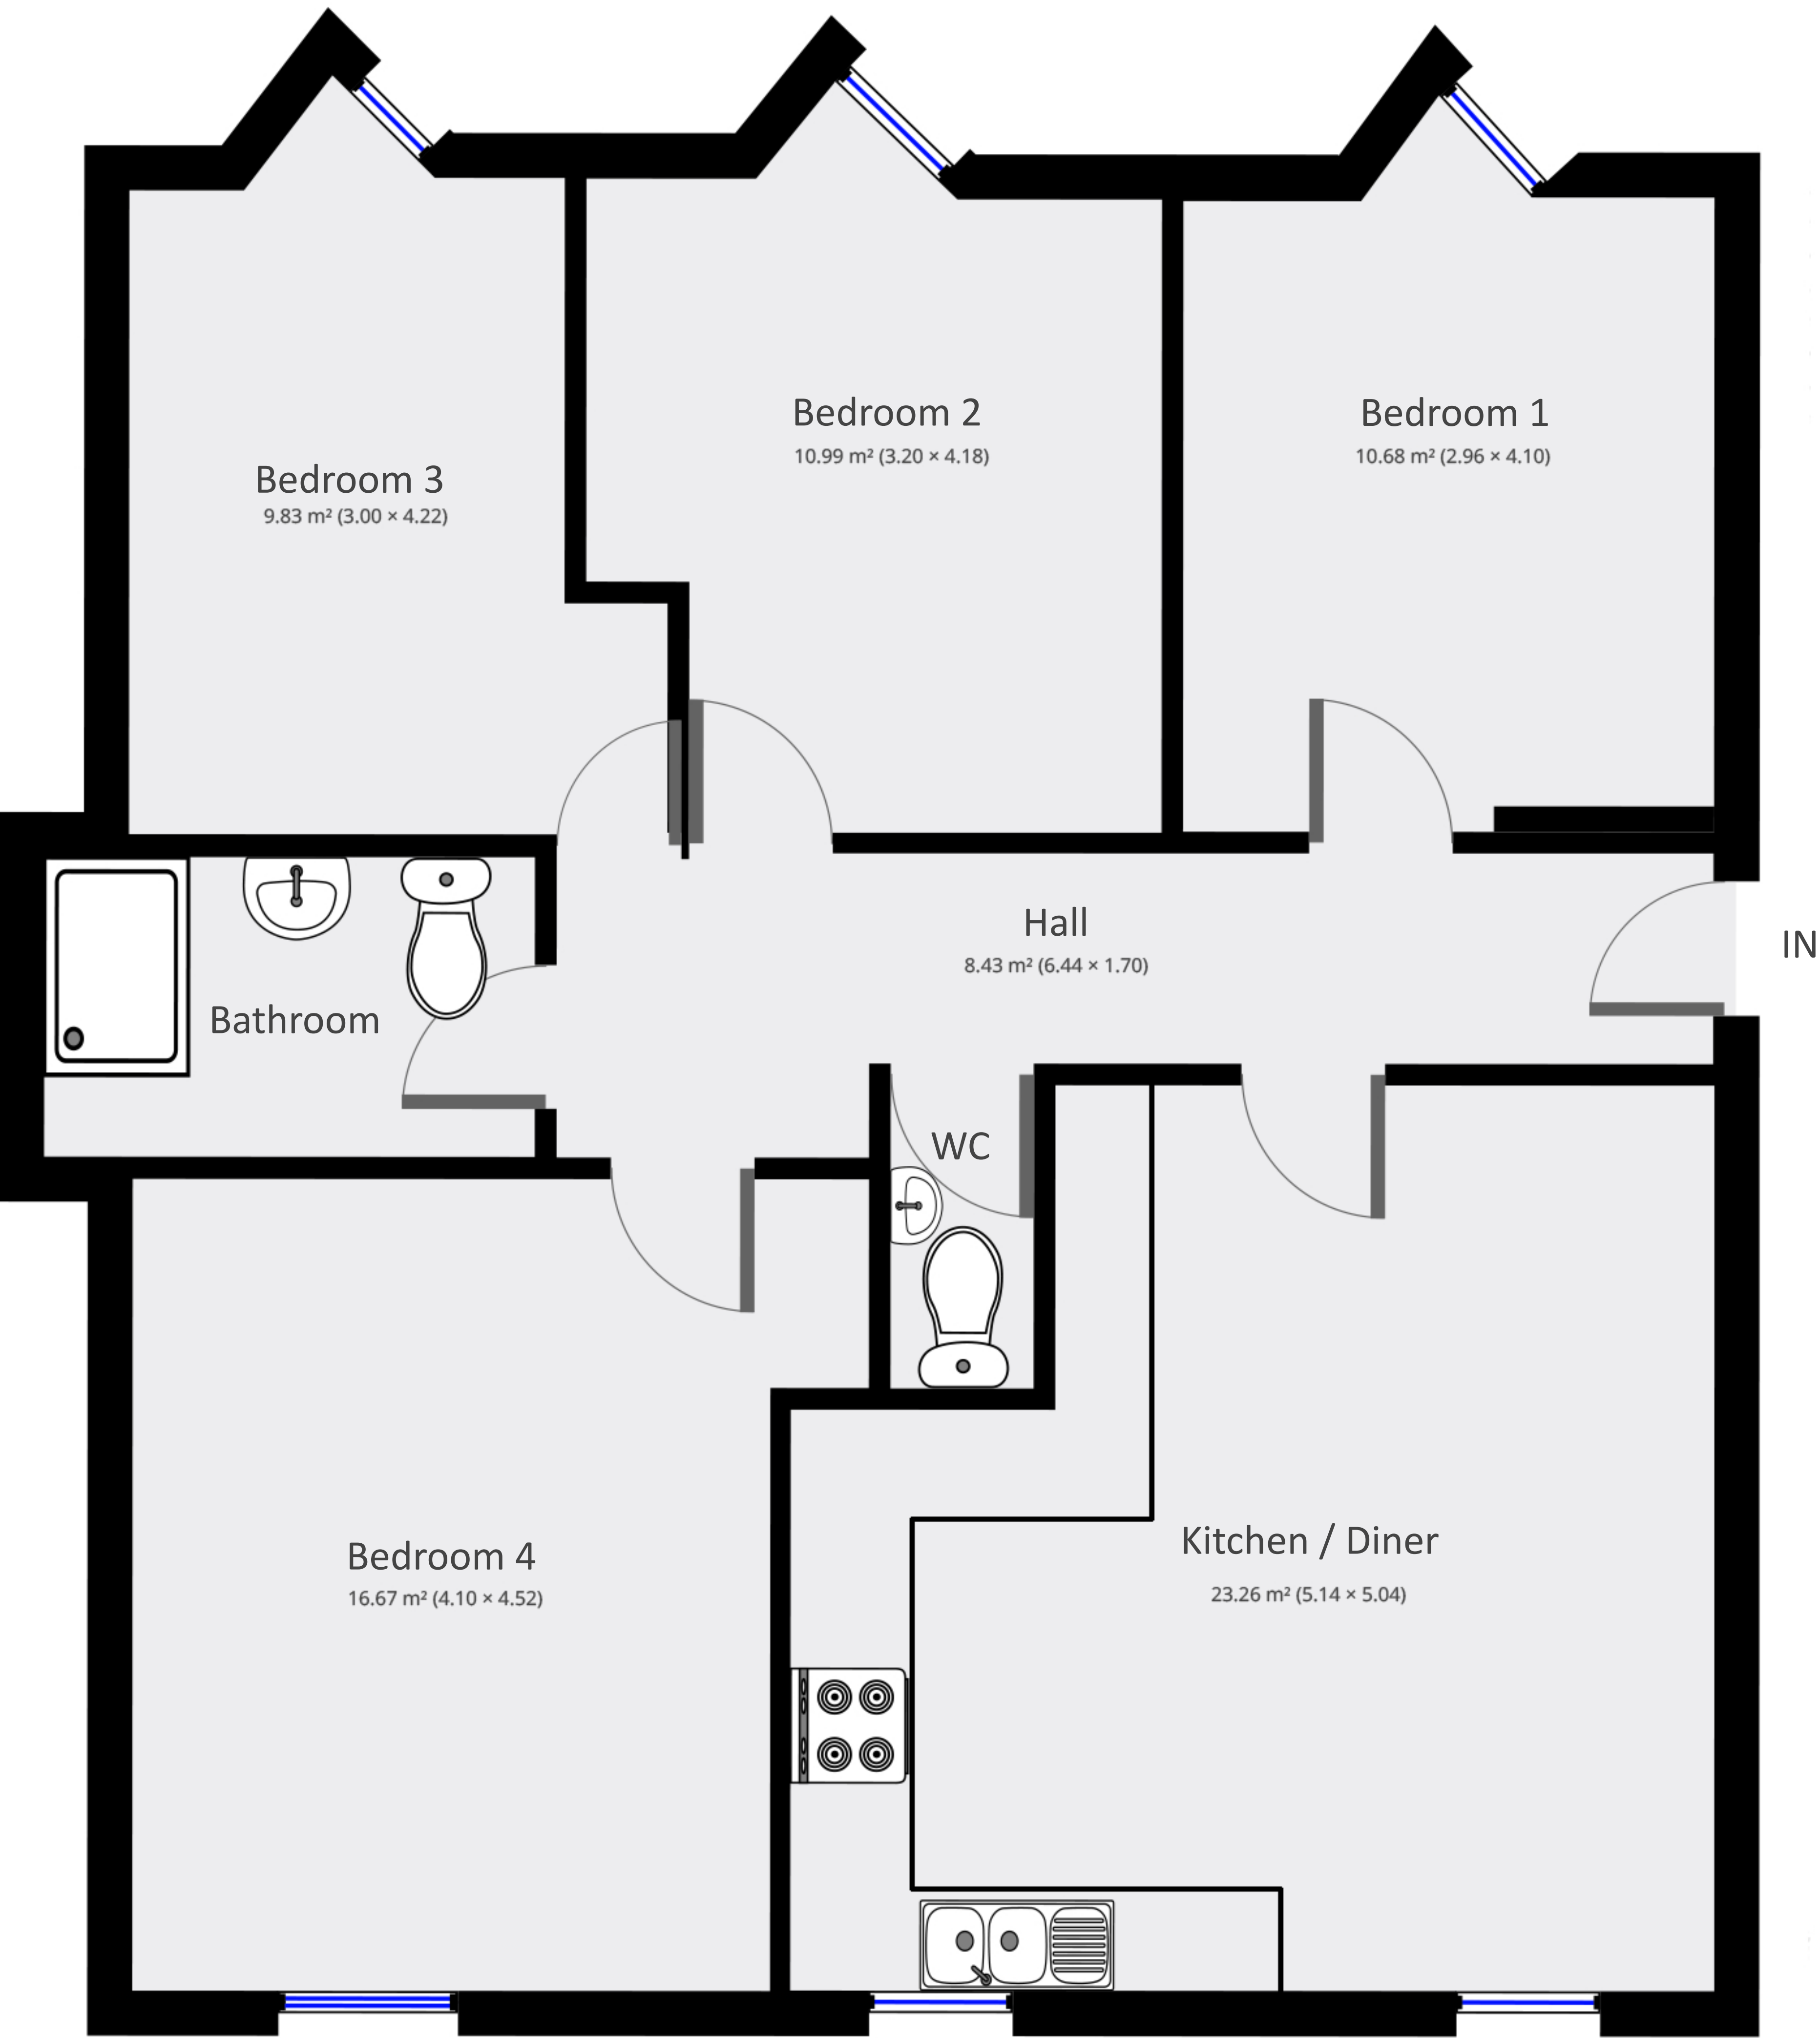 Bedroom 2
10.99 m² (3.20 × 4.18)
Bedroom 1
10.68 m² (2.96 × 4.10)
Bedroom 3
9.83 m² (3.00 × 4.22)
Hall
8.43 m² (6.44 × 1.70)
IN
Bathroom
WC
Kitchen / Diner
23.26 m² (5.14 × 5.04)
Bedroom 4
16.67 m² (4.10 × 4.52)